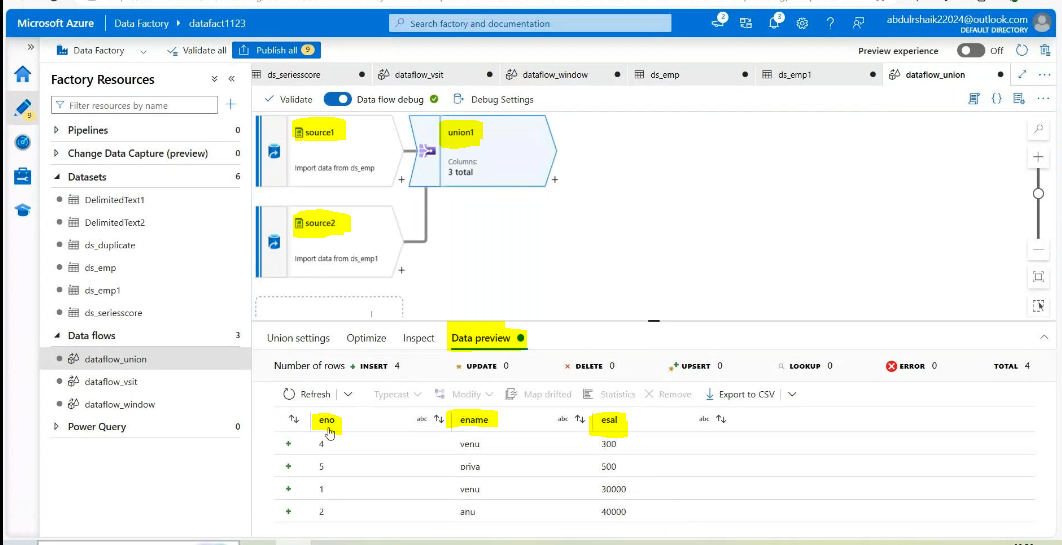 Microsoft Azure Data Factory datafact1123 Search factory and documentation 2 3 abdulrshaik22024@outlook.com
DEFAULT DIRECTORY
Data Factory Validate all Publish all 9 Preview experience Off
Factory Resources
Filter resources by name
9
Pipelines 0
Change Data Capture (preview) 0
Datasets 6
DelimitedText1
DelimitedText2
ds_duplicate
ds_emp
ds_emp1
ds_seriesscore
Data flows 3
dataflow_union
dataflow_vsit
dataflow_window
Power Query 0
ds_seriesscore dataflow_vsit dataflow_window ds_emp ds_emp1 dataflow_union
Validate Data flow debug Debug Settings
source1
Import data from ds_emp
union1
Columns:
3 total
source2
Import data from ds_emp1
Union settings Optimize Inspect Data preview
Number of rows + INSERT 4 UPDATE 0 DELETE 0 UPSERT 0 LOOKUP 0 ERROR 0 TOTAL 4
Refresh Typecast Modify Map drifted Statistics Remove Export to CSV
eno abc ename abc esal abc
+ 4 venu 300
+ 5 priva 500
+ 1 venu 30000
+ 2 anu 40000